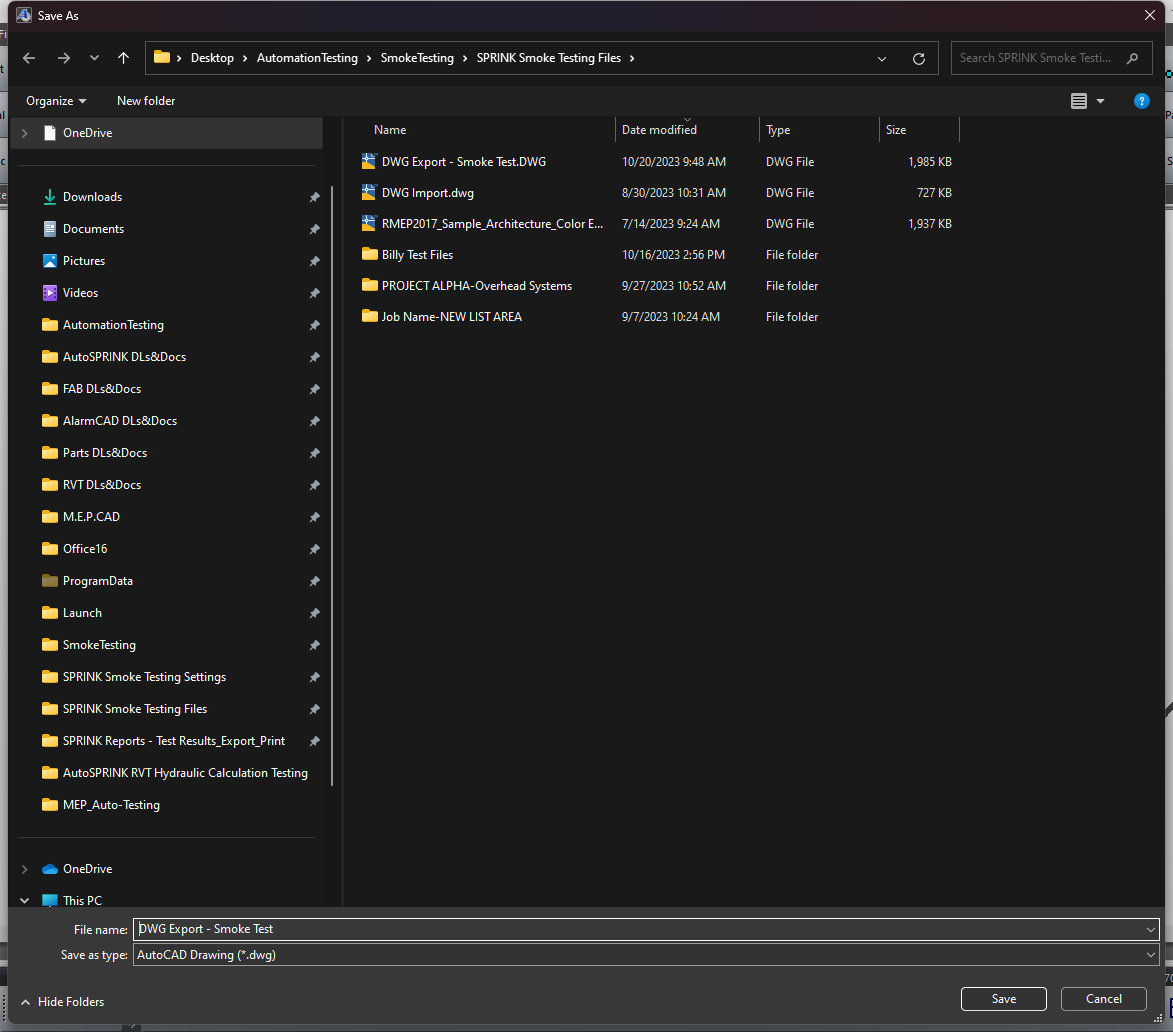 Save As
Desktop > AutomationTesting > SmokeTesting > SPRINK Smoke Testing Files >
Search SPRINK Smoke Testi...
Organize
New folder
?
OneDrive
Downloads
Documents
Pictures
Videos
AutomationTesting
AutoSPRINK DLs&Docs
FAB DLs&Docs
AlarmCAD DLs&Docs
Parts DLs&Docs
RVT DLs&Docs
M.E.P.CAD
Office16
ProgramData
Launch
SmokeTesting
SPRINK Smoke Testing Settings
SPRINK Smoke Testing Files
SPRINK Reports - Test Results_Export_Print
AutoSPRINK RVT Hydraulic Calculation Testing
MEP_Auto-Testing
OneDrive
This PC
Name Date modified Type Size
DWG Export - Smoke Test.DWG 10/20/2023 9:48 AM DWG File 1,985 KB
DWG Import.dwg 8/30/2023 10:31 AM DWG File 727 KB
RMEP2017_Sample_Architecture_Color E... 7/14/2023 9:24 AM DWG File 1,937 KB
Billy Test Files 10/16/2023 2:56 PM File folder
PROJECT ALPHA-Overhead Systems 9/27/2023 10:52 AM File folder
Job Name-NEW LIST AREA 9/7/2023 10:24 AM File folder
File name: DWG Export - Smoke Test
Save as type: AutoCAD Drawing (*.dwg)
Hide Folders
Save
Cancel